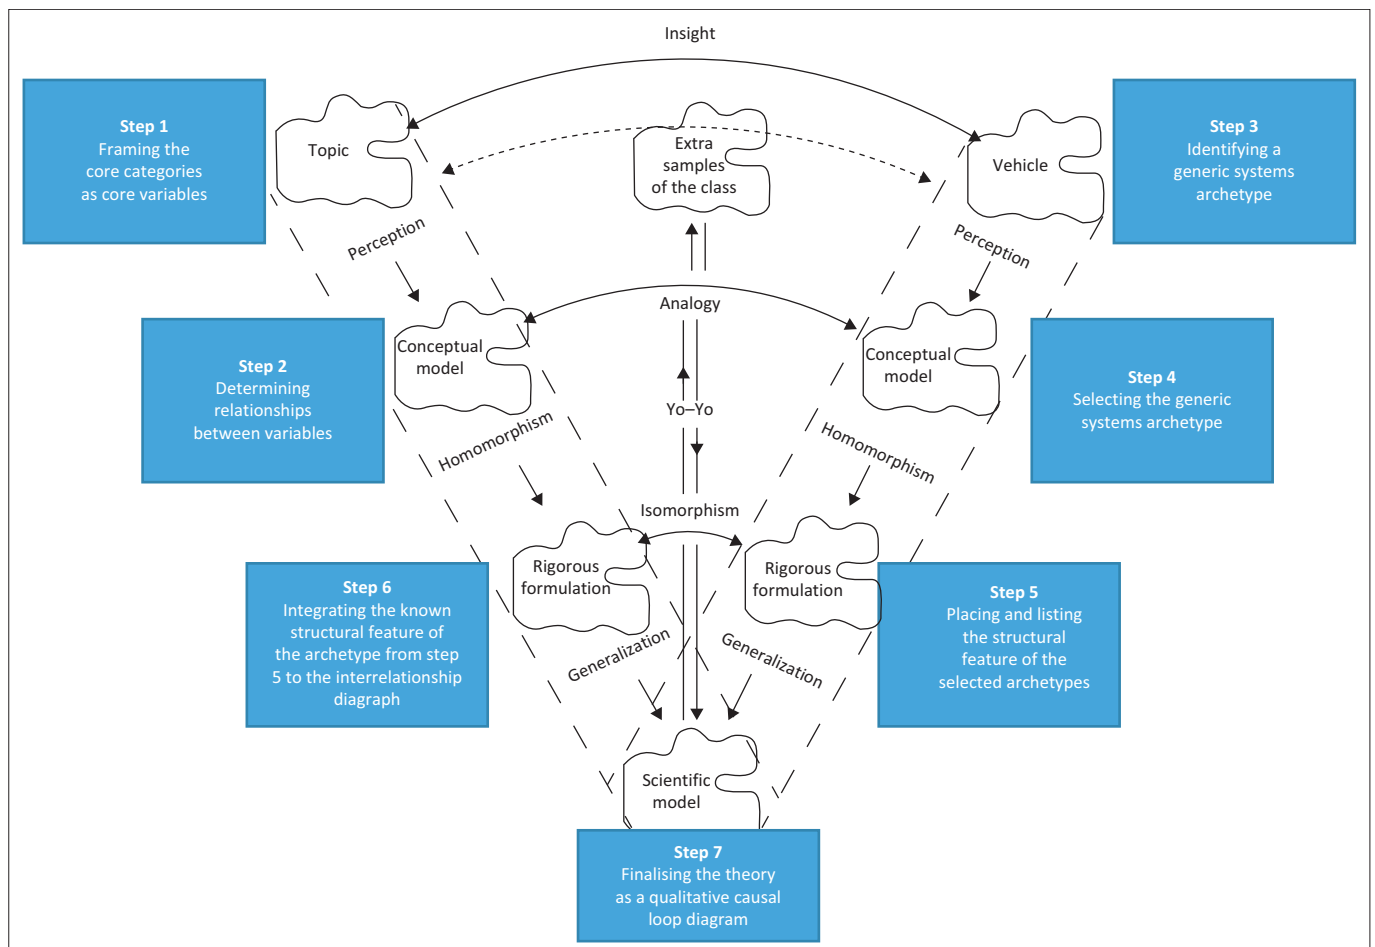 Insight
Step 1
Framing the
core categories
as core variables
Topic
Extra
samples
of the class
Vehicle
Step 3
Identifying a
generic systems
archetype
Perception
Perception
Analogy
Step 2
Determining
relationships
between variables
Conceptual
model
Conceptual
model
Step 4
Selecting the generic
systems archetype
Yo–Yo
Homomorphism
Homomorphism
Isomorphism
Step 6
Integrating the known
structural feature of
the archetype from step
5 to the interrelationship
diagraph
Rigorous
formulation
Rigorous
formulation
Step 5
Placing and listing
the structural
feature of the
selected archetypes
Generalization
Generalization
Scientific
model
Step 7
Finalising the theory
as a qualitative causal
loop diagram